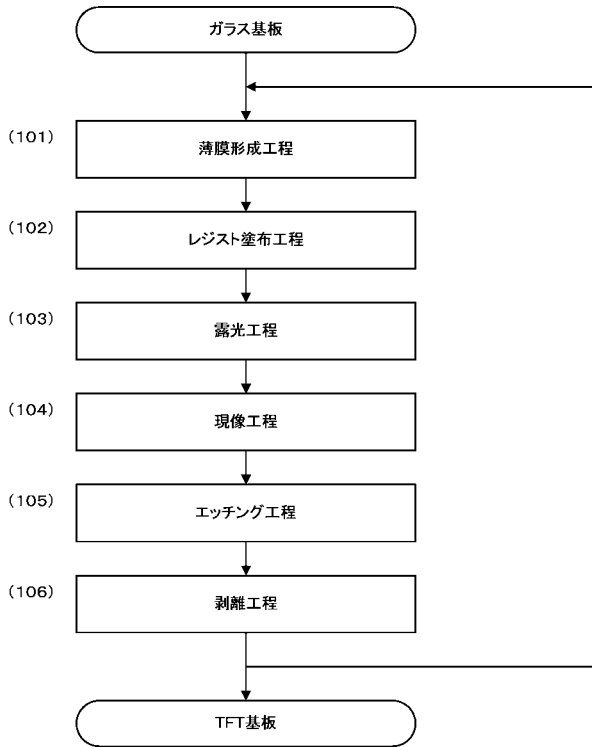 ガラス基板
(101)
薄膜形成工程
(102)
レジスト塗布工程
(103)
露光工程
(104)
現像工程
(105)
エッチング工程
(106)
剥離工程
TFT基板